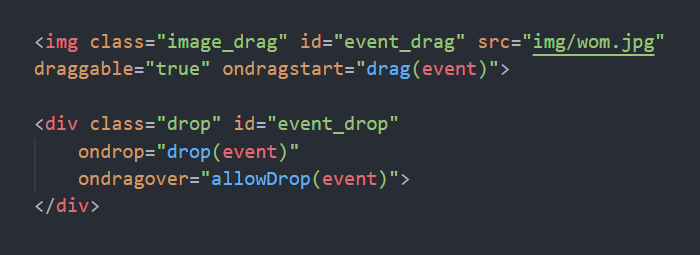 <img class="image_drag" id="event_drag" src="img/wom.jpg"
draggable="true" ondragstart="drag(event)">
<div class="drop" id="event_drop"
ondrop="drop(event)"
ondragover="allowDrop(event)">
</div>